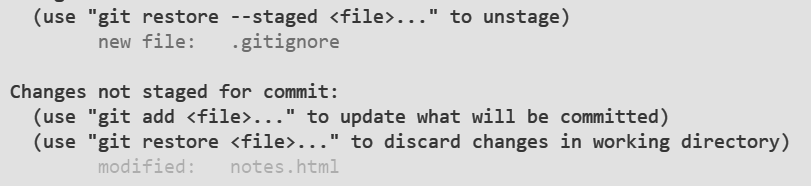 (use "git restore --staged <file>..." to unstage)
new file:   .gitignore
Changes not staged for commit:
(use "git add <file>..." to update what will be committed)
(use "git restore <file>..." to discard changes in working directory)
modified:   notes.html